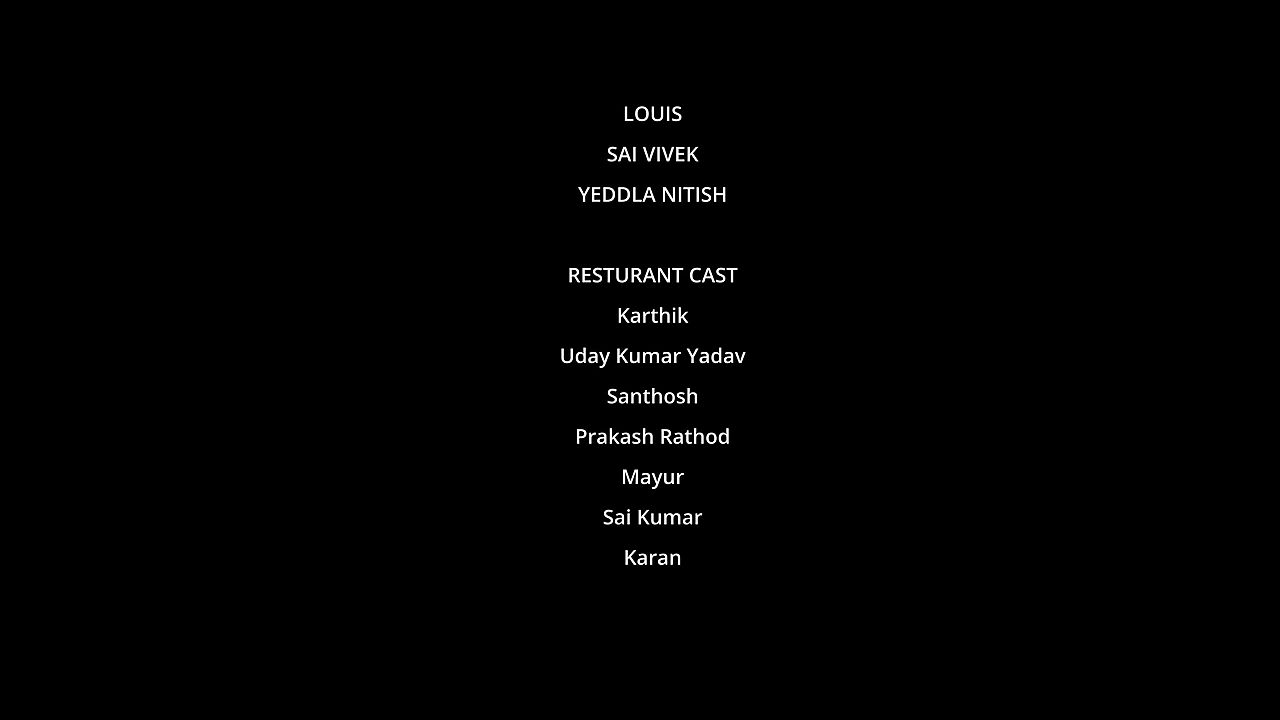 LOUIS
SAI VIVEK
YEDDLA NITISH
RESTURANT CAST
Karthik
Uday Kumar Yadav
Santhosh
Prakash Rathod
Mayur
Sai Kumar
Karan